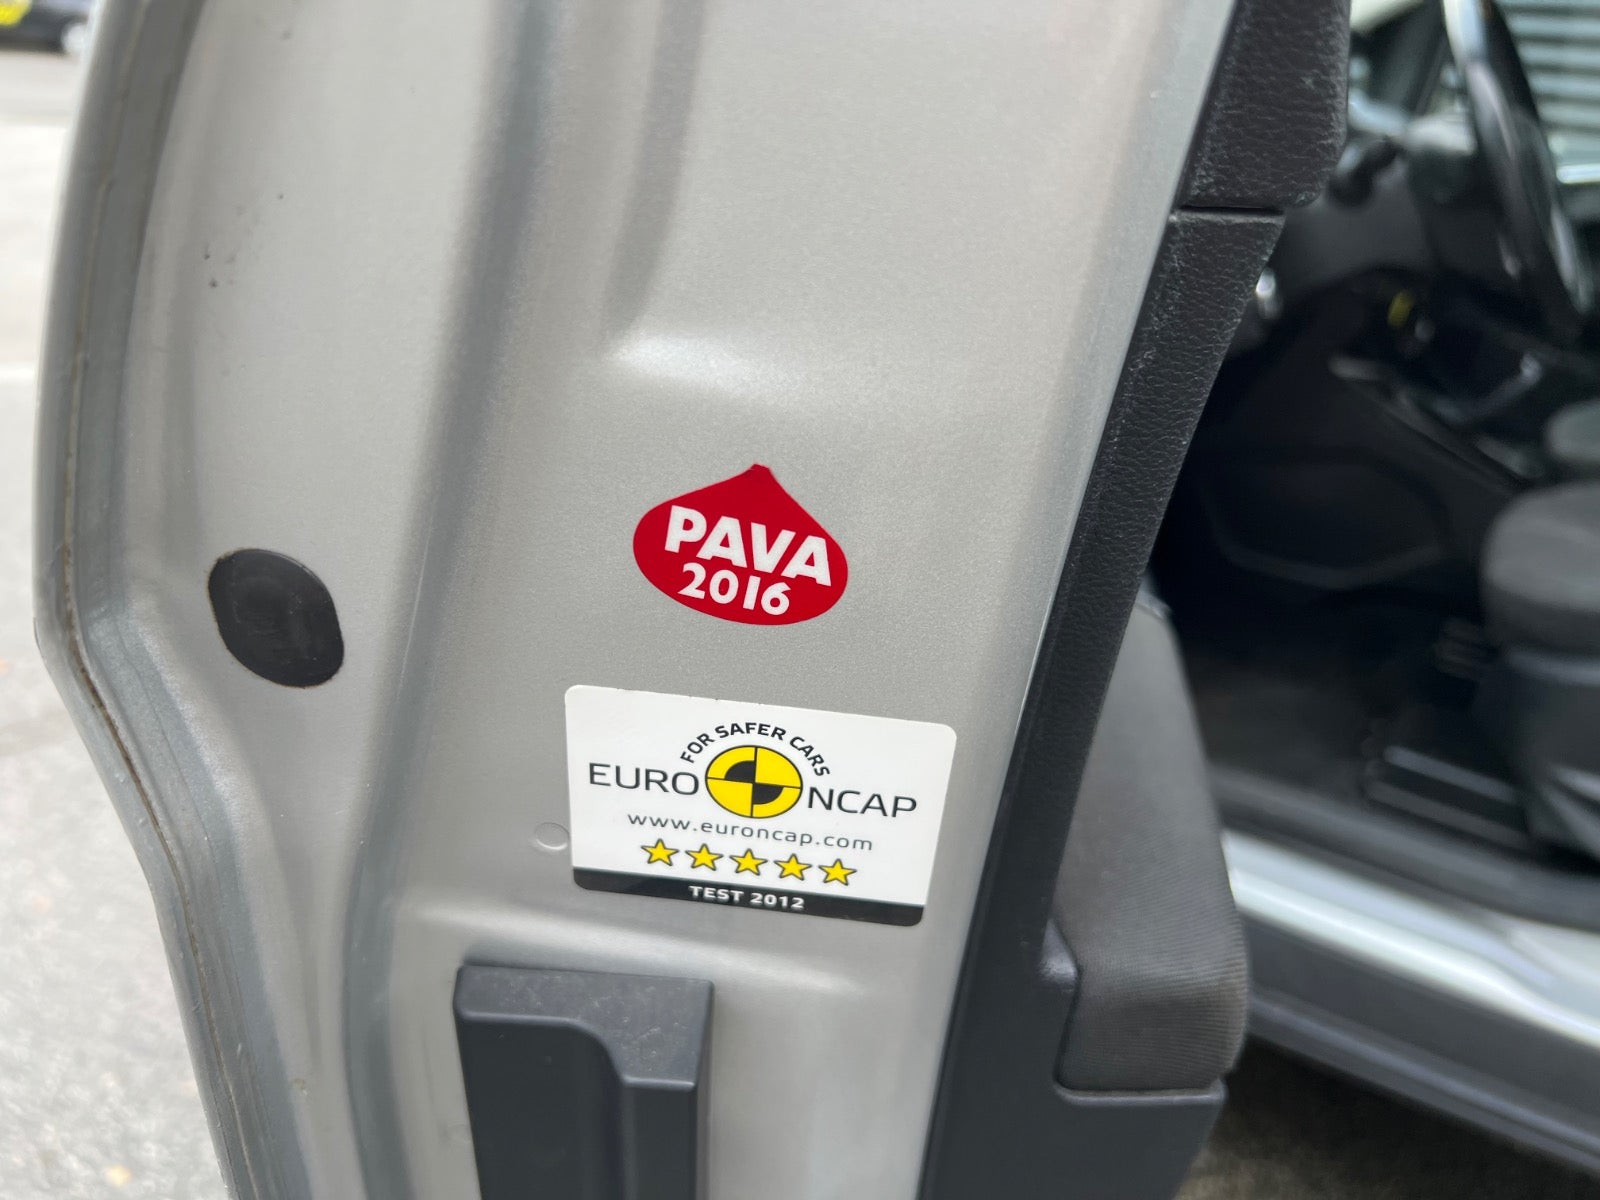 PAVA
2016
FOR SAFER CARS
EURO NCAP
www.euroncap.com
TEST 2012